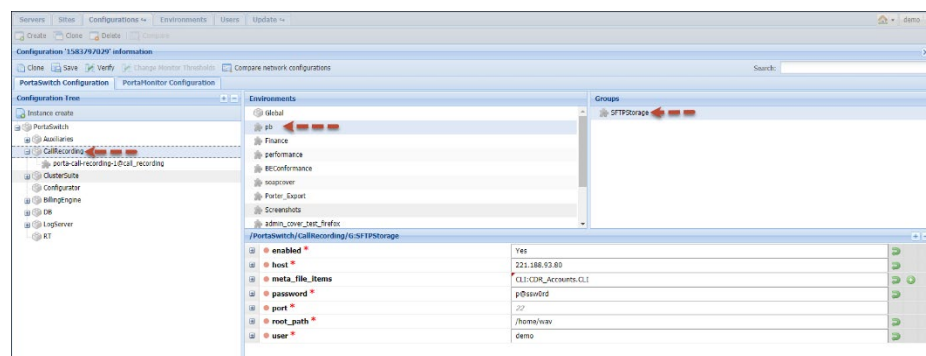 Servers Sites Configurations Environments Users Update
demo
Create Clone Delete Compare
Configuration '1583797029' information
Clone Save Verify Change Monitor Thresholds Compare network configurations Search:
PortaSwitch Configuration PortaMonitor Configuration
Configuration Tree
Instance create
PortaSwitch
Auxiliaries
CallRecording
porta-call-recording-1@call_recording
ClusterSuite
Configurator
BillingEngine
DB
LogServer
RT
Environments
Global
pb
Finance
performance
BEConformance
soapcover
Porter_Export
Screenshots
admin_cover_test_firefox
Groups
SFTPStorage
/PortaSwitch/CallRecording/G:SFTPStorage
enabled * Yes
host * 221.188.93.80
meta_file_items CLI:CDR_Accounts.CLI
password * p@ssw0rd
port * 22
root_path * /home/wav
user * demo